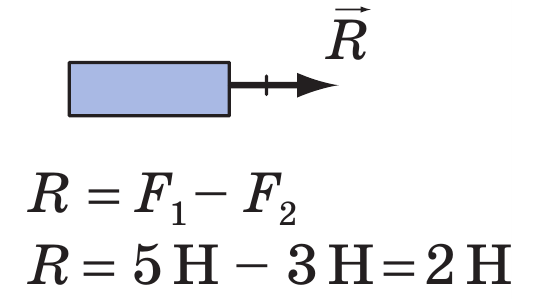 R⃗
R = F₁ − F₂
R = 5 Н − 3 Н = 2 Н